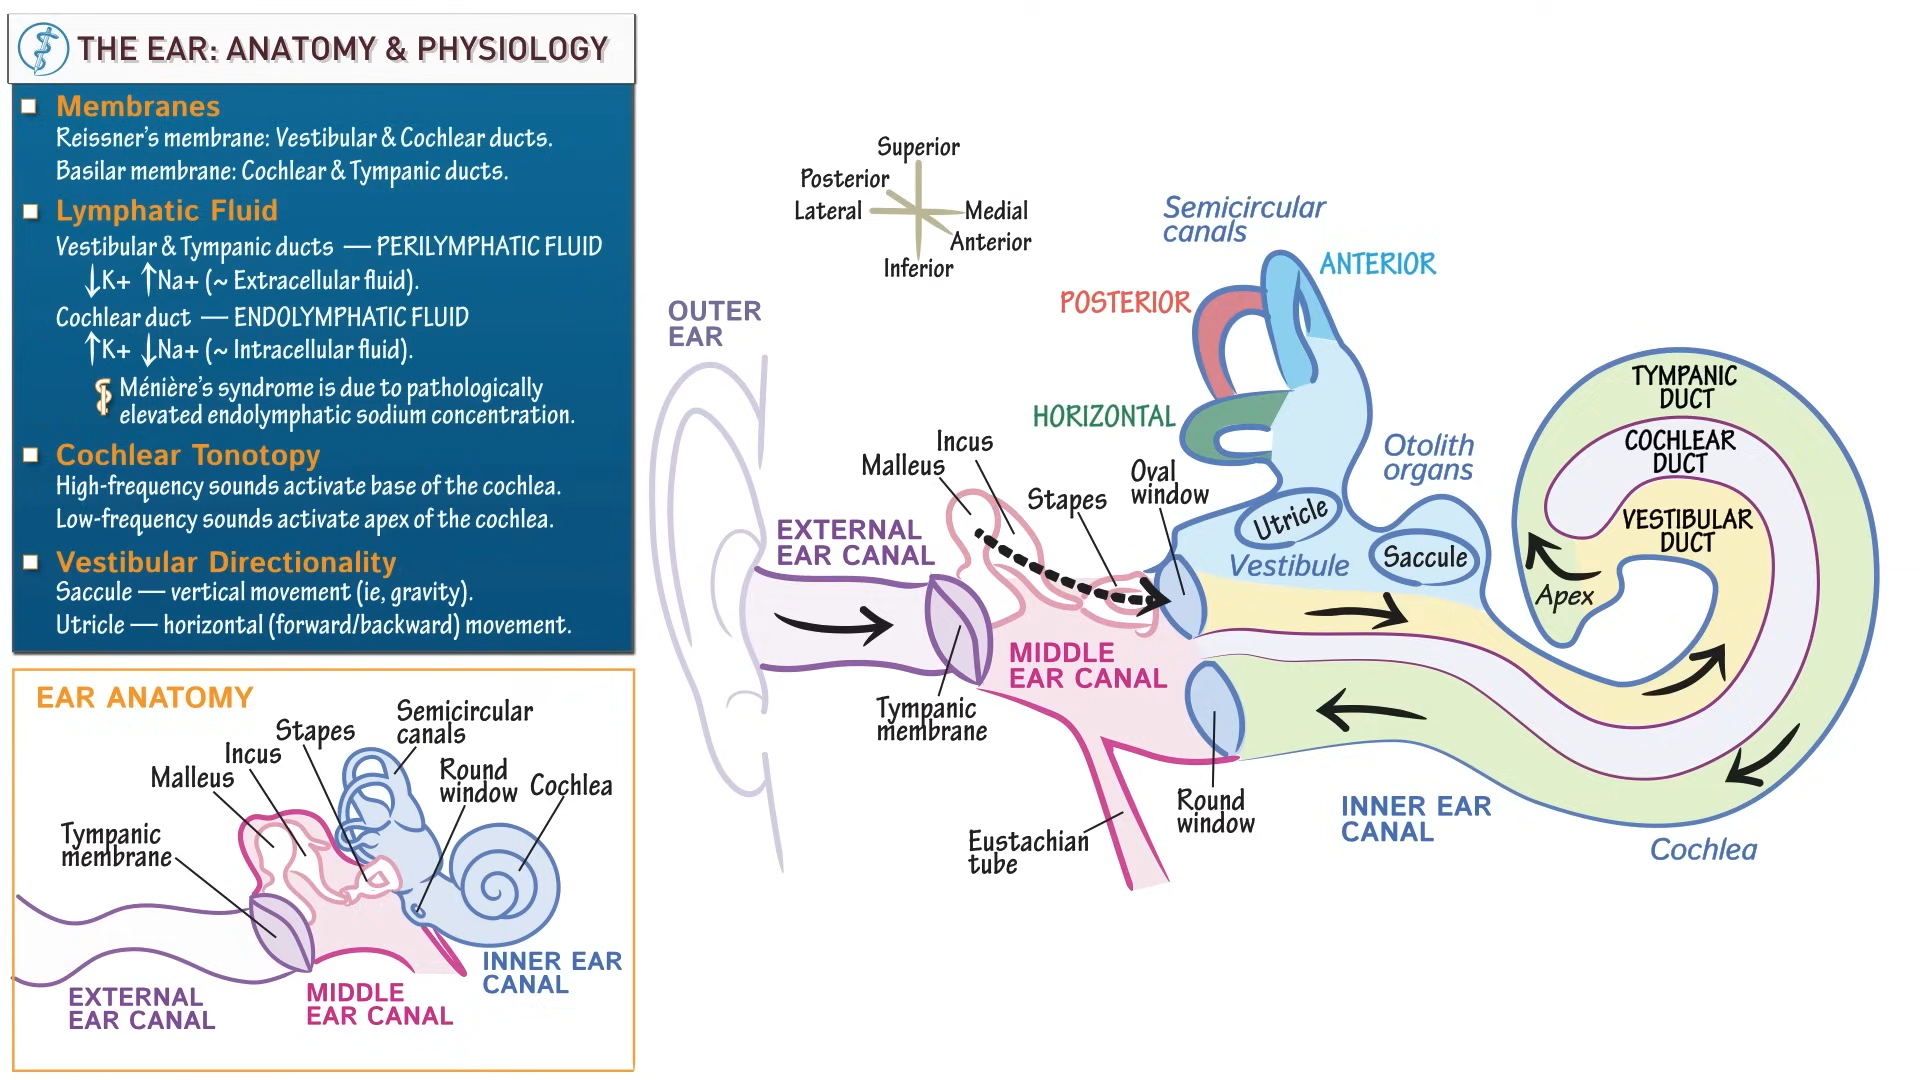 THE EAR: ANATOMY & PHYSIOLOGY
Membranes
Reissner's membrane: Vestibular & Cochlear ducts.
Basilar membrane: Cochlear & Tympanic ducts.
Lymphatic Fluid
Vestibular & Tympanic ducts — PERILYMPHATIC FLUID
↓K+ ↑Na+ (~ Extracellular fluid).
Cochlear duct — ENDOLYMPHATIC FLUID
↑K+ ↓Na+ (~ Intracellular fluid).
Ménière's syndrome is due to pathologically
elevated endolymphatic sodium concentration.
Cochlear Tonotopy
High-frequency sounds activate base of the cochlea.
Low-frequency sounds activate apex of the cochlea.
Vestibular Directionality
Saccule — vertical movement (ie, gravity).
Utricle — horizontal (forward/backward) movement.
EAR ANATOMY
Semicircular
canals
Stapes
Incus
Malleus
Round
window
Cochlea
Tympanic
membrane
INNER EAR
CANAL
MIDDLE
EAR CANAL
EXTERNAL
EAR CANAL
Superior
Posterior
Lateral
Medial
Anterior
Inferior
Semicircular
canals
ANTERIOR
POSTERIOR
HORIZONTAL
OUTER
EAR
Incus
Malleus
Stapes
Oval
window
Otolith
organs
EXTERNAL
EAR CANAL
Utricle
Vestibule
Saccule
TYMPANIC
DUCT
COCHLEAR
DUCT
VESTIBULAR
DUCT
Apex
MIDDLE
EAR CANAL
Tympanic
membrane
Round
window
Eustachian
tube
INNER EAR
CANAL
Cochlea